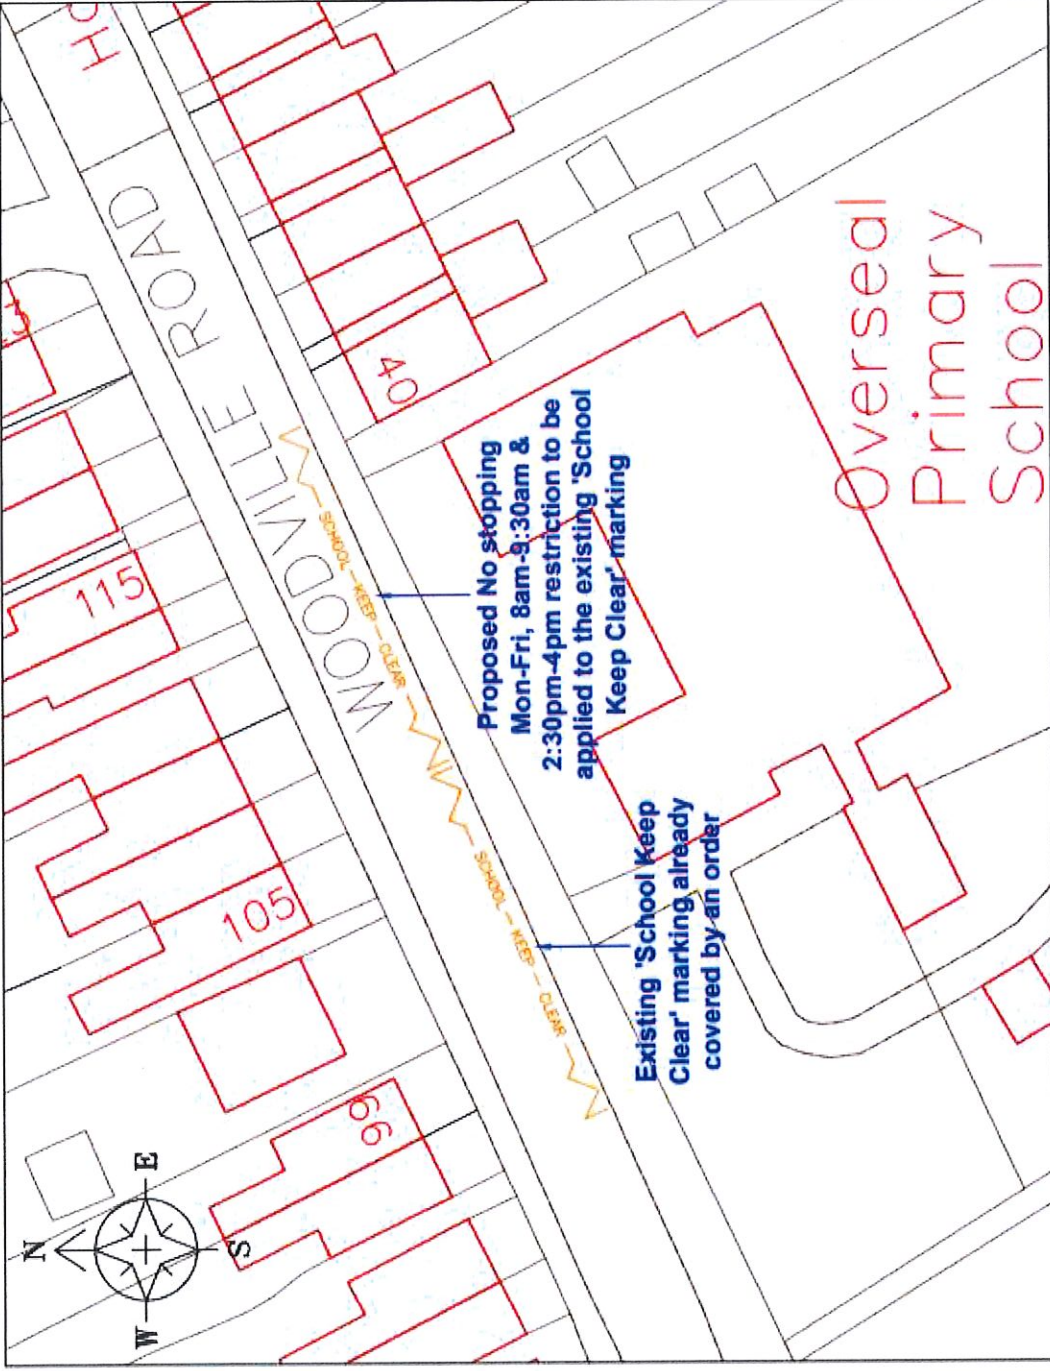 N
W E
S
99
105
115
WOODVILLE ROAD
40
SCHOOL KEEP CLEAR
SCHOOL KEEP CLEAR
Proposed No stopping
Mon-Fri, 8am-9:30am &
2:30pm-4pm restriction to be
applied to the existing 'School
Keep Clear' marking
Existing 'School Keep
Clear' marking already
covered by an order
Overseal
Primary
School